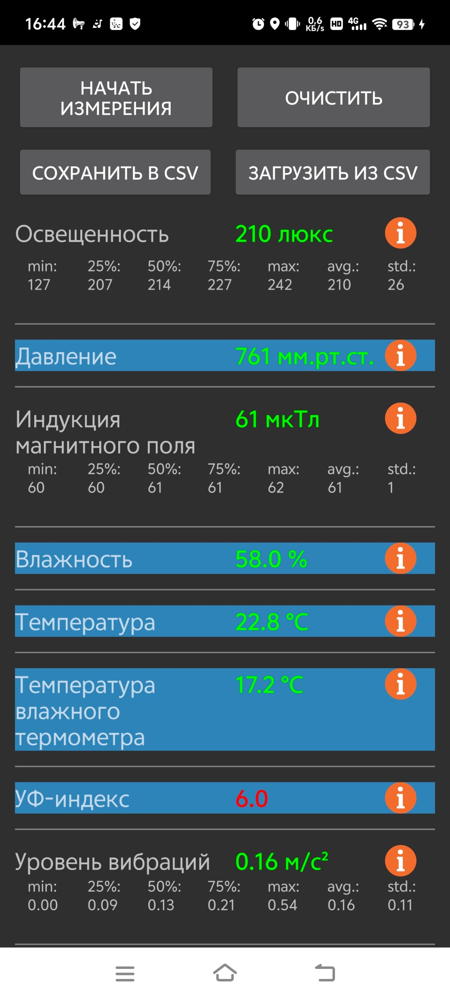 16:44 0,6 КБ/s HD 4G 93
НАЧАТЬ
ИЗМЕРЕНИЯ
ОЧИСТИТЬ
СОХРАНИТЬ В CSV
ЗАГРУЗИТЬ ИЗ CSV
Освещенность 210 люкс
min: 25%: 50%: 75%: max: avg.: std.:
127 207 214 227 242 210 26
Давление 761 мм.рт.ст.
Индукция 61 мкТл
магнитного поля
min: 25%: 50%: 75%: max: avg.: std.:
60 60 61 61 62 61 1
Влажность 58.0 %
Температура 22.8 °C
Температура 17.2 °C
влажного
термометра
УФ-индекс 6.0
Уровень вибраций 0.16 м/с²
min: 25%: 50%: 75%: max: avg.: std.:
0.00 0.09 0.13 0.21 0.54 0.16 0.11